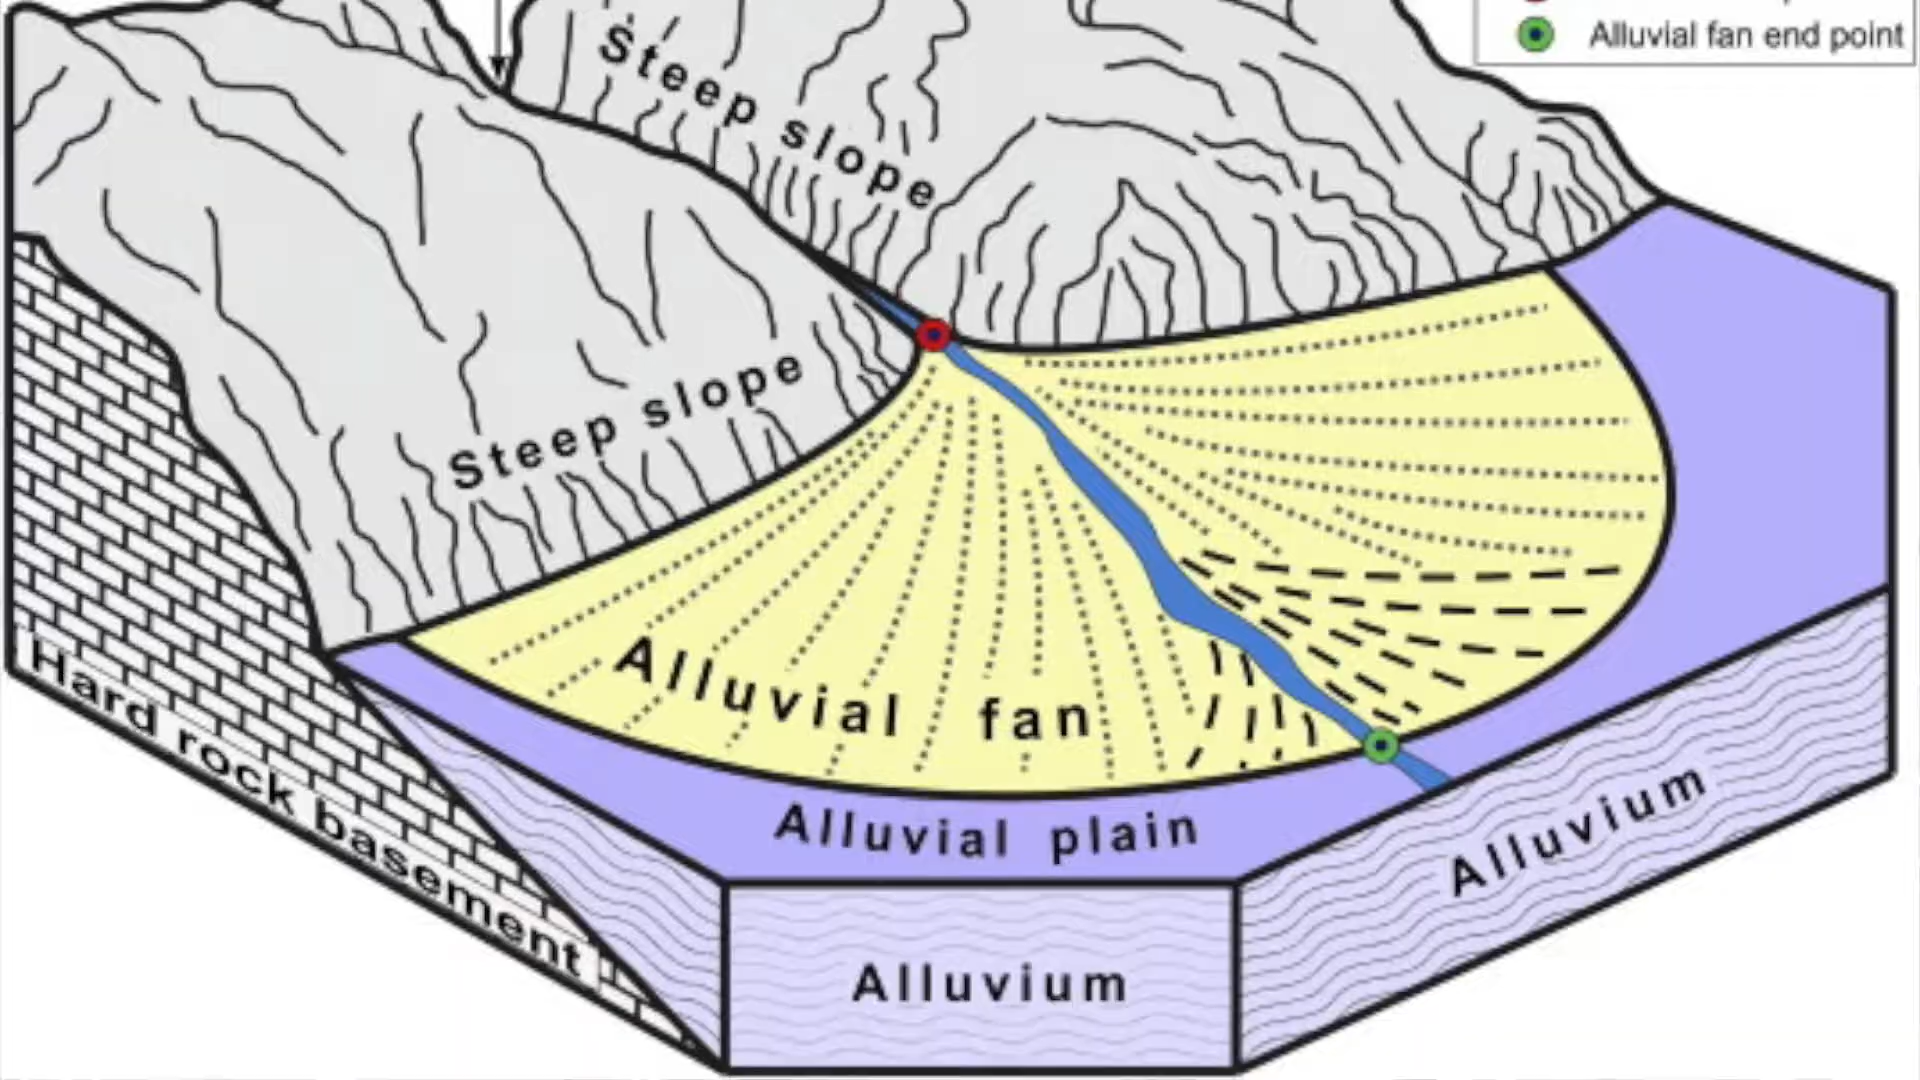 Alluvial fan end point
Steep slope
Steep slope
Alluvial fan
Alluvial plain
Hard rock basement
Alluvium
Alluvium